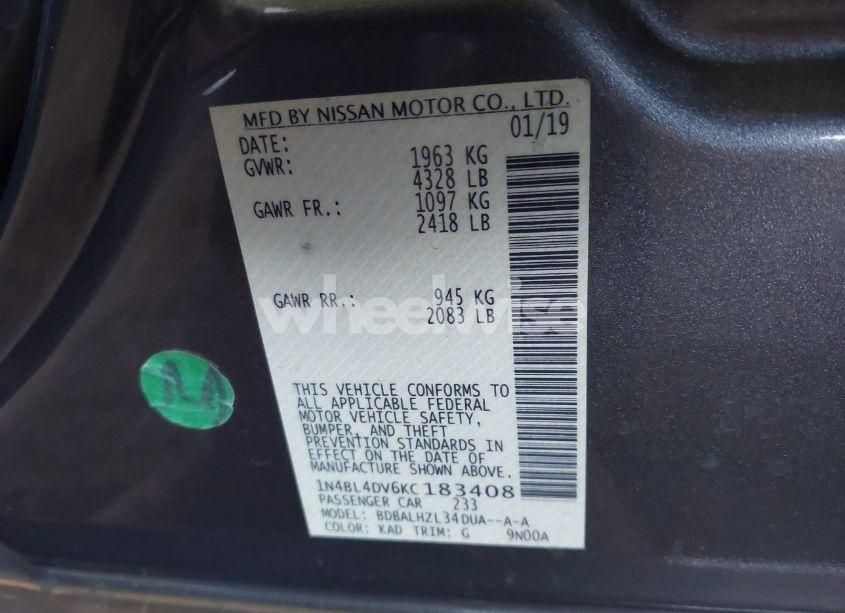 MFD BY NISSAN MOTOR CO., LTD.
DATE: 01/19
GVWR: 1963 KG
4328 LB
GAWR FR.: 1097 KG
2418 LB
GAWR RR.: 945 KG
2083 LB
wheelwise
THIS VEHICLE CONFORMS TO
ALL APPLICABLE FEDERAL
MOTOR VEHICLE SAFETY,
BUMPER, AND THEFT
PREVENTION STANDARDS IN
EFFECT ON THE DATE OF
MANUFACTURE SHOWN ABOVE.
1N4BL4DV6KC183408
PASSENGER CAR 233
MODEL: BDBALHZL34DUA--A-A
COLOR: KAD TRIM: G 9N00A